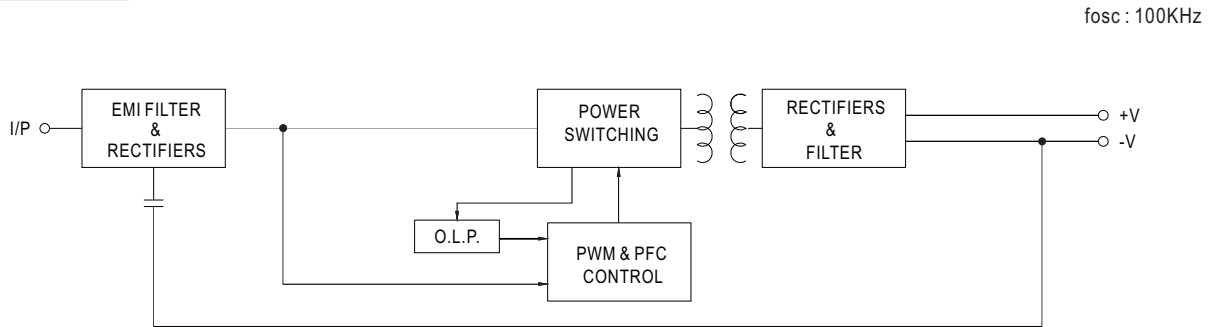 fosc : 100KHz
I/P
EMI FILTER
&
RECTIFIERS
POWER
SWITCHING
RECTIFIERS
&
FILTER
+V
-V
O.L.P.
PWM & PFC
CONTROL